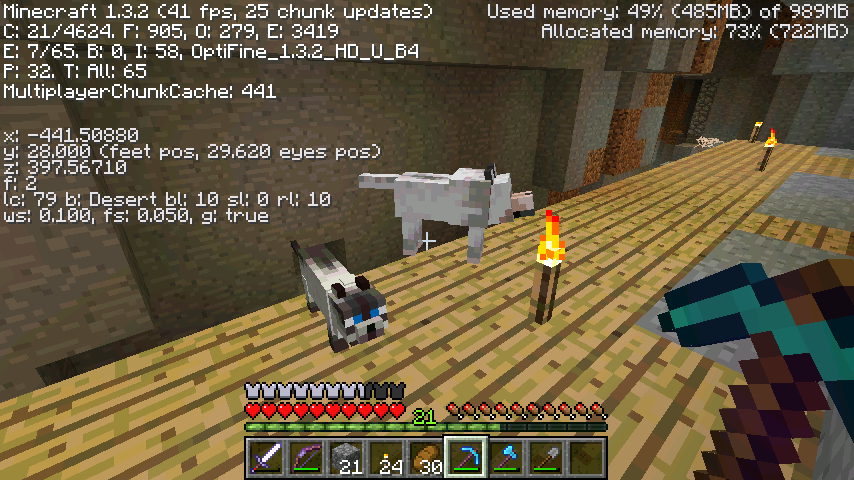 Minecraft 1.3.2 (41 fps, 25 chunk updates)
C: 21/4624. F: 905, O: 279, E: 3419
E: 7/65. B: 0, I: 58, OptiFine_1.3.2_HD_U_B4
P: 32. T: All: 65
MultiplayerChunkCache: 441
Used memory: 49% (485MB) of 989MB
Allocated memory: 73% (722MB)
x: -441.50880
y: 28.000 (feet pos, 29.620 eyes pos)
z: 397.56710
f: 2
lc: 79 b: Desert bl: 10 sl: 0 rl: 10
ws: 0.100, fs: 0.050, g: true
21
21
24
30